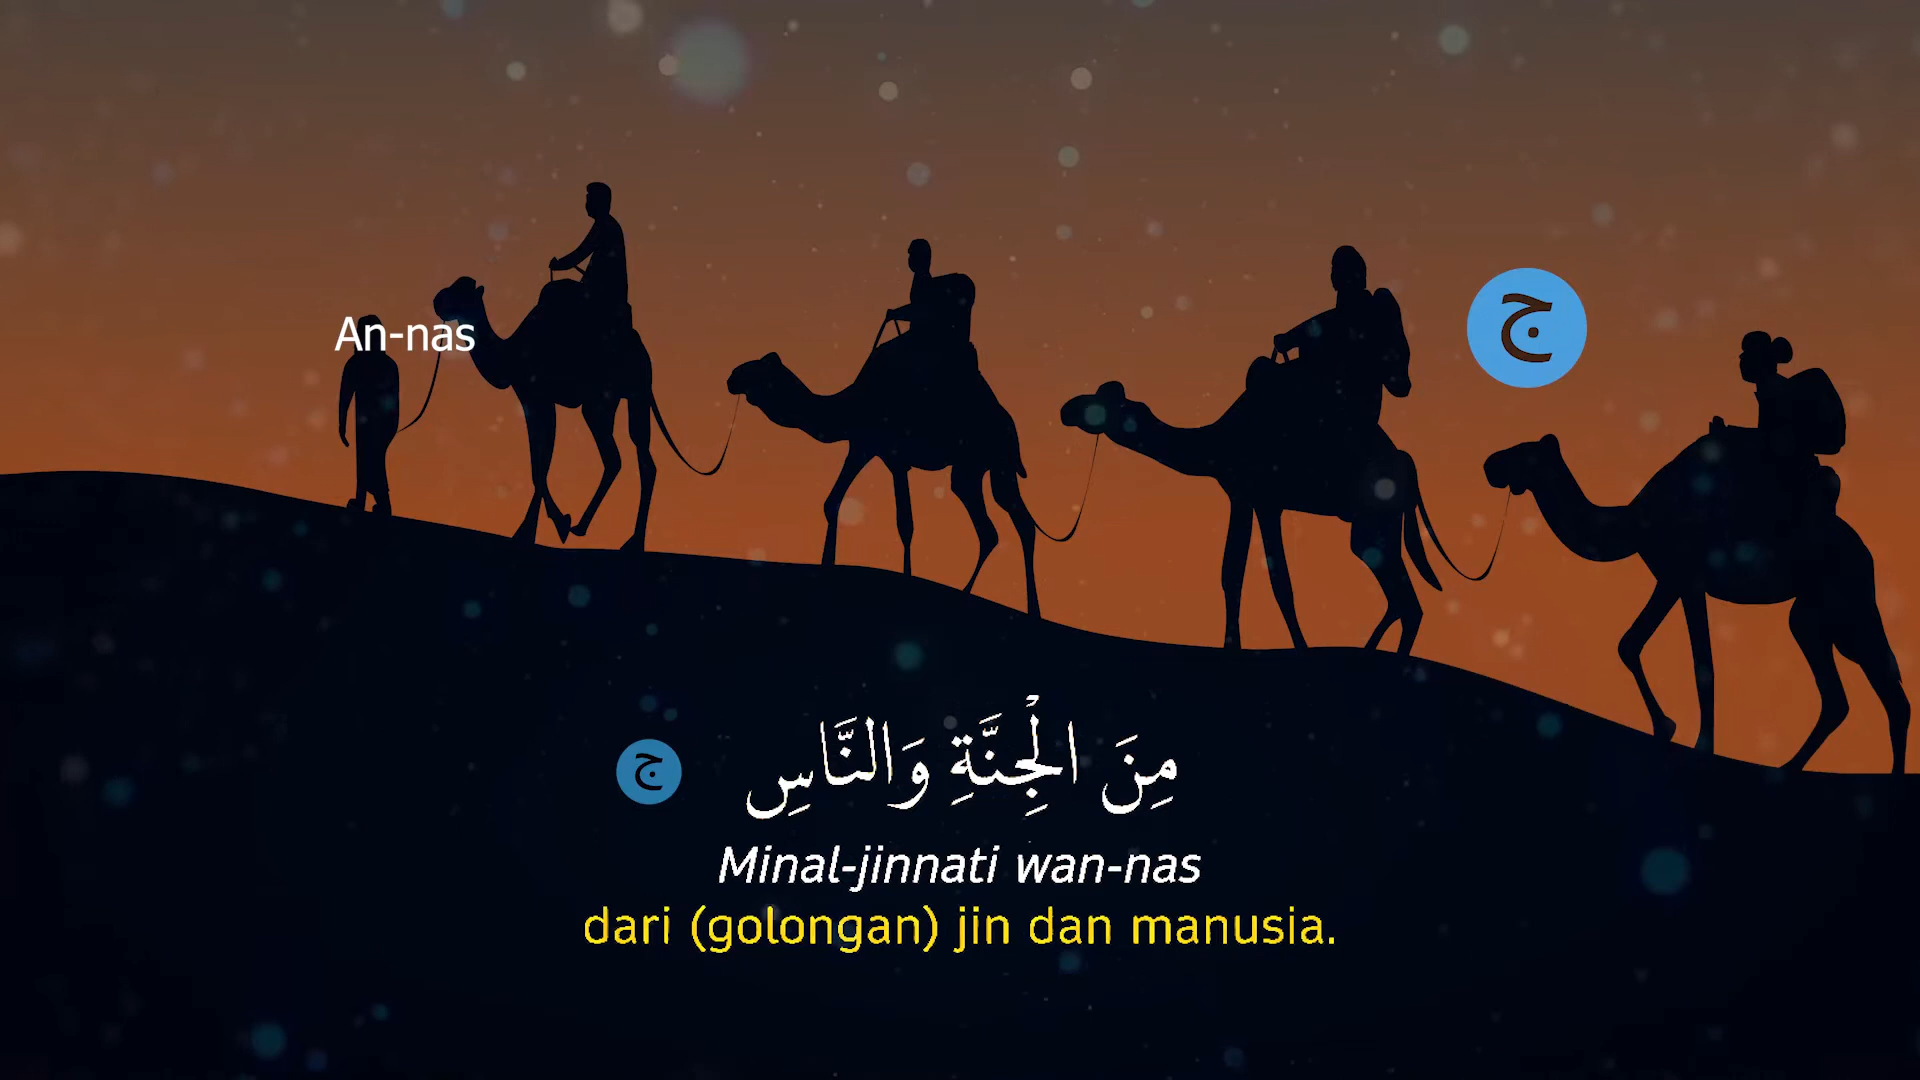 An-nas
ج
ج
مِنَ الْجِنَّةِ وَالنَّاسِ
Minal-jinnati wan-nas
dari (golongan) jin dan manusia.